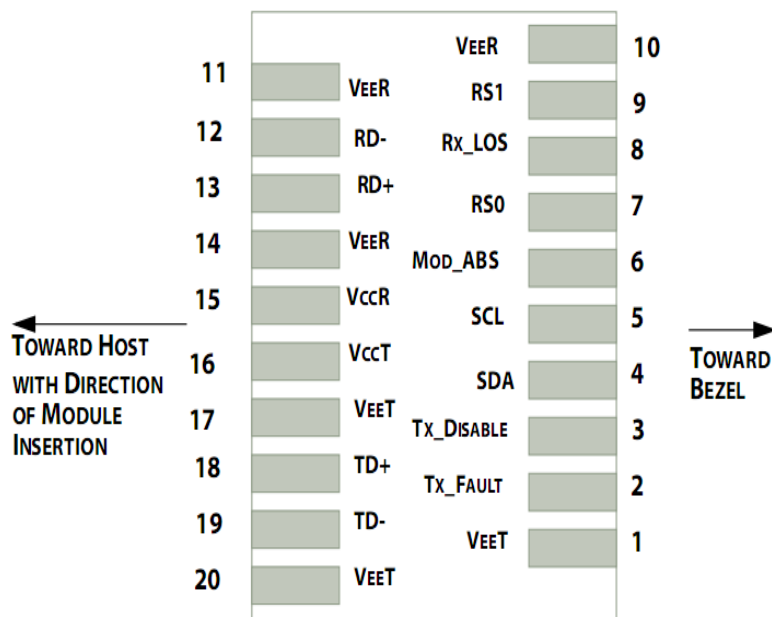 11 VEER
12 RD-
13 RD+
14 VEER
15 VCCR
16 VCCT
17 VEET
18 TD+
19 TD-
20 VEET
VEER 10
RS1 9
RX_LOS 8
RS0 7
MOD_ABS 6
SCL 5
SDA 4
TX_DISABLE 3
TX_FAULT 2
VEET 1
TOWARD HOST
WITH DIRECTION
OF MODULE
INSERTION
TOWARD
BEZEL